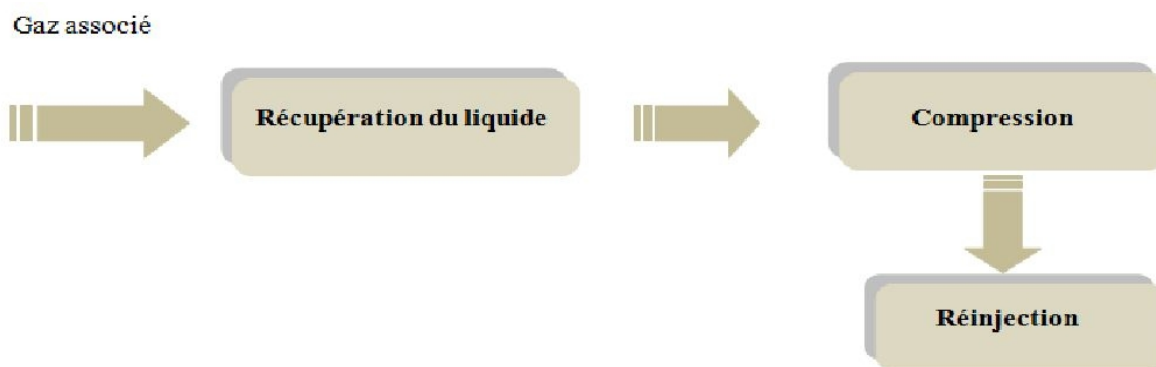 Gaz associé
Récupération du liquide
Compression
Réinjection